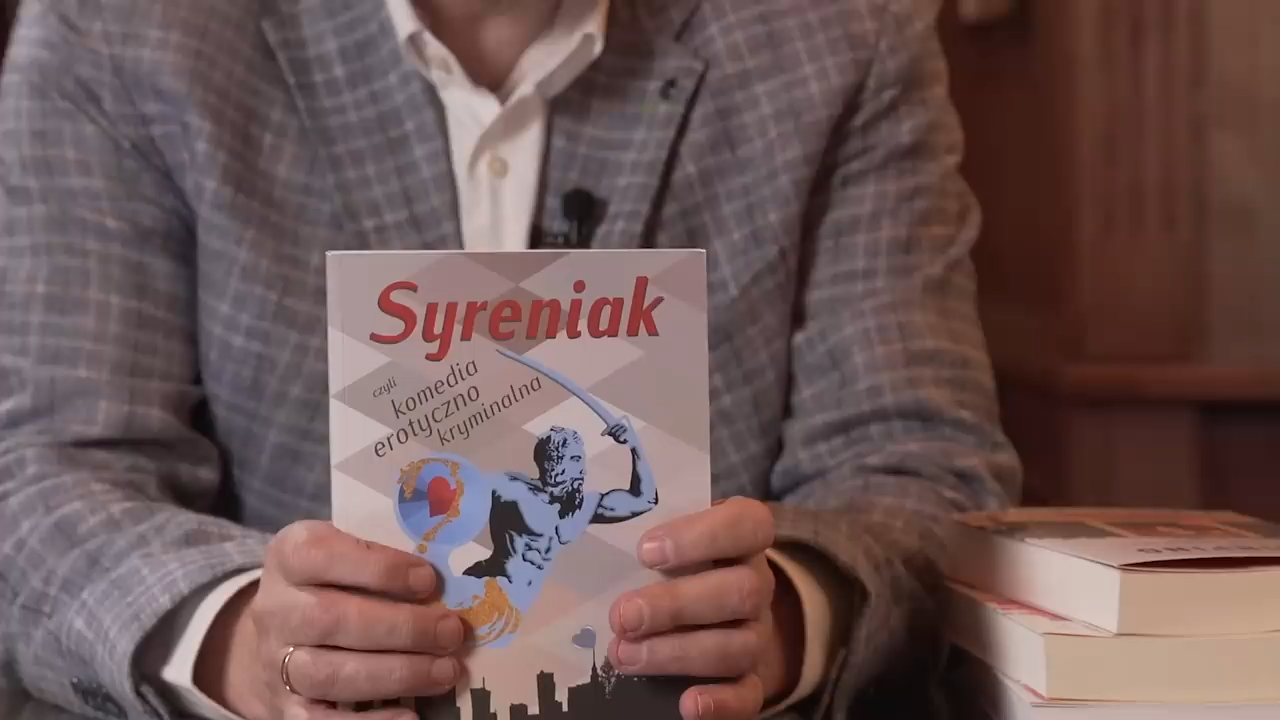 Syreniak
czyli
komedia
erotyczno
kryminalna